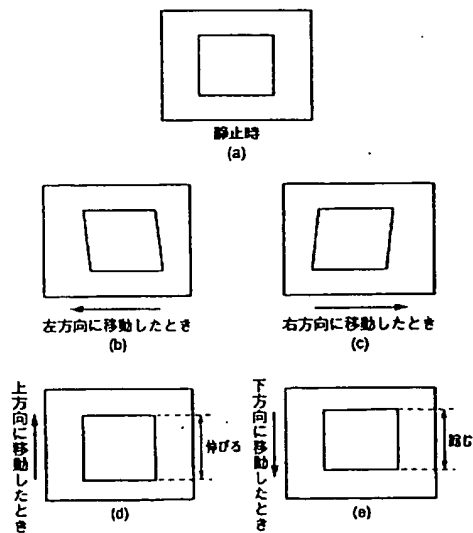 静止時
(a)
左方向に移動したとき
(b)
右方向に移動したとき
(c)
上方向に移動したとき
伸びる
(d)
下方向に移動したとき
縮む
(e)